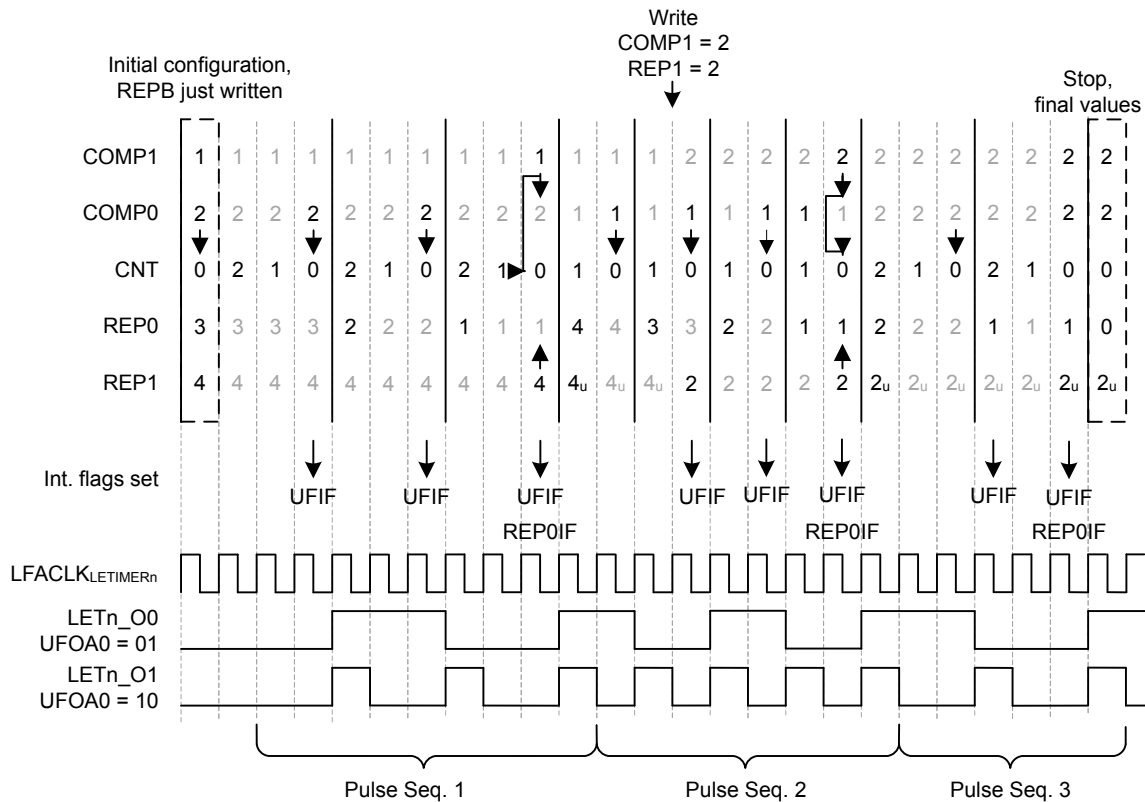 Write
COMP1 = 2
REP1 = 2
Initial configuration,
REPB just written
Stop,
final values
COMP1 1 1 1 1 1 1 1 1 1 1 1 1 1 2 2 2 2 2 2 2 2 2 2 2 2
COMP0 2 2 2 2 2 2 2 2 2 2 1 1 1 1 1 1 1 1 2 2 2 2 2 2 2
CNT 0 2 1 0 2 1 0 2 1 0 1 0 1 0 1 0 1 0 2 1 0 2 1 0 0
REP0 3 3 3 3 2 2 2 1 1 1 4 4 3 3 2 2 1 1 2 2 2 1 1 1 0
REP1 4 4 4 4 4 4 4 4 4 4 4u 4u 4u 2 2 2 2 2 2u 2u 2u 2u 2u 2u 2u
Int. flags set
UFIF UFIF UFIF UFIF UFIF UFIF UFIF UFIF
REP0IF REP0IF REP0IF
LFACLKLETIMERn
LETn_O0
UFOA0 = 01
LETn_O1
UFOA0 = 10
Pulse Seq. 1 Pulse Seq. 2 Pulse Seq. 3